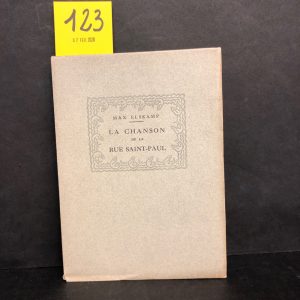 123
MAX ELSKAMP
LA CHANSON
DE LA
RUE SAINT-PAUL